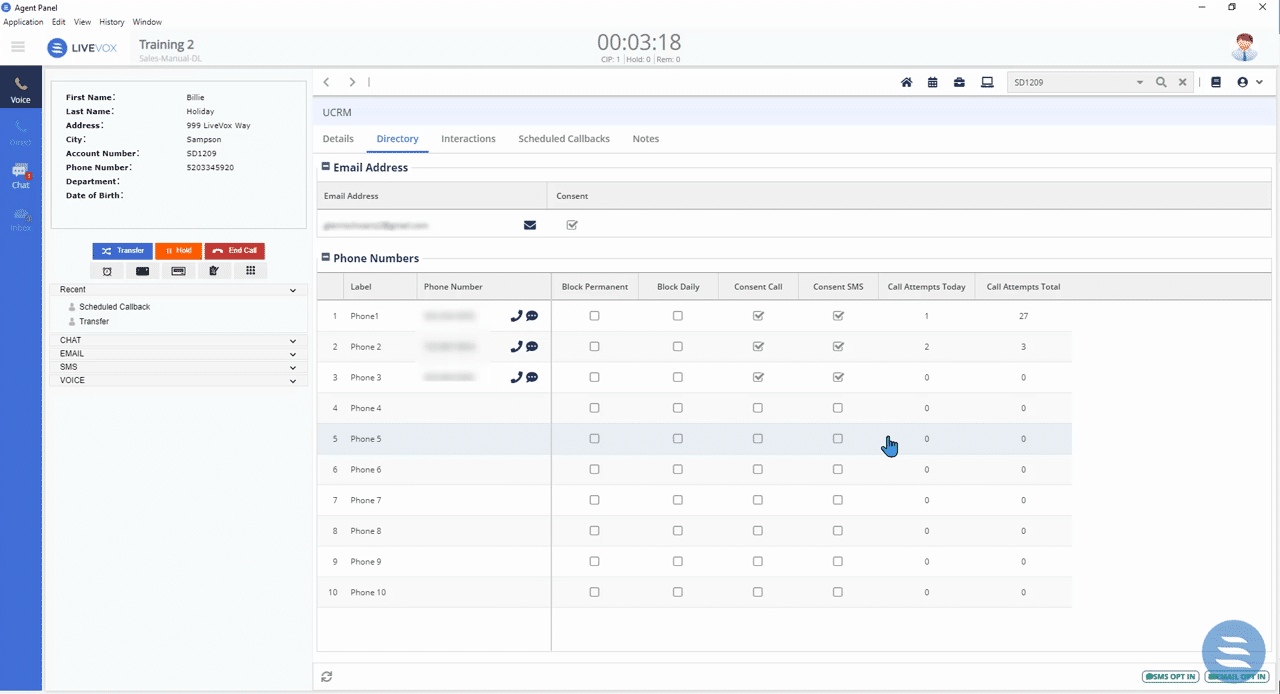 Agent Panel
Application Edit View History Window
LIVEVOX
Training 2
Sales-Manual-DL
00:03:18
CIP: 1 | Hold: 0 | Rem: 0
Voice
Direct
Chat
Inbox
First Name: Billie
Last Name: Holiday
Address: 999 LiveVox Way
City: Sampson
Account Number: SD1209
Phone Number: 5203345920
Department:
Date of Birth:
Transfer Hold End Call
Recent
Scheduled Callback
Transfer
CHAT
EMAIL
SMS
VOICE
SD1209
UCRM
Details Directory Interactions Scheduled Callbacks Notes
Email Address
Email Address Consent
Phone Numbers
Label Phone Number Block Permanent Block Daily Consent Call Consent SMS Call Attempts Today Call Attempts Total
1 Phone1 1 27
2 Phone 2 2 3
3 Phone 3 0 0
4 Phone 4 0 0
5 Phone 5 0 0
6 Phone 6 0 0
7 Phone 7 0 0
8 Phone 8 0 0
9 Phone 9 0 0
10 Phone 10 0 0
SMS OPT IN
EMAIL OPT IN